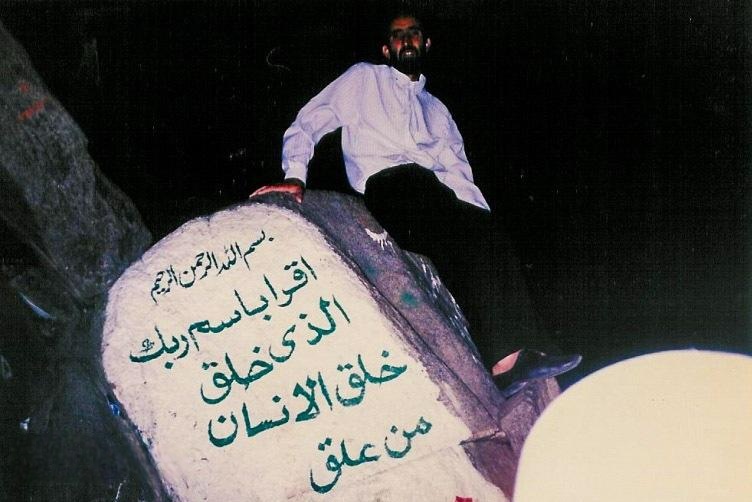 بسم الله الرحمن الرحيم
اقرا باسم ربك
الذى خلق
خلق الانسان
من علق